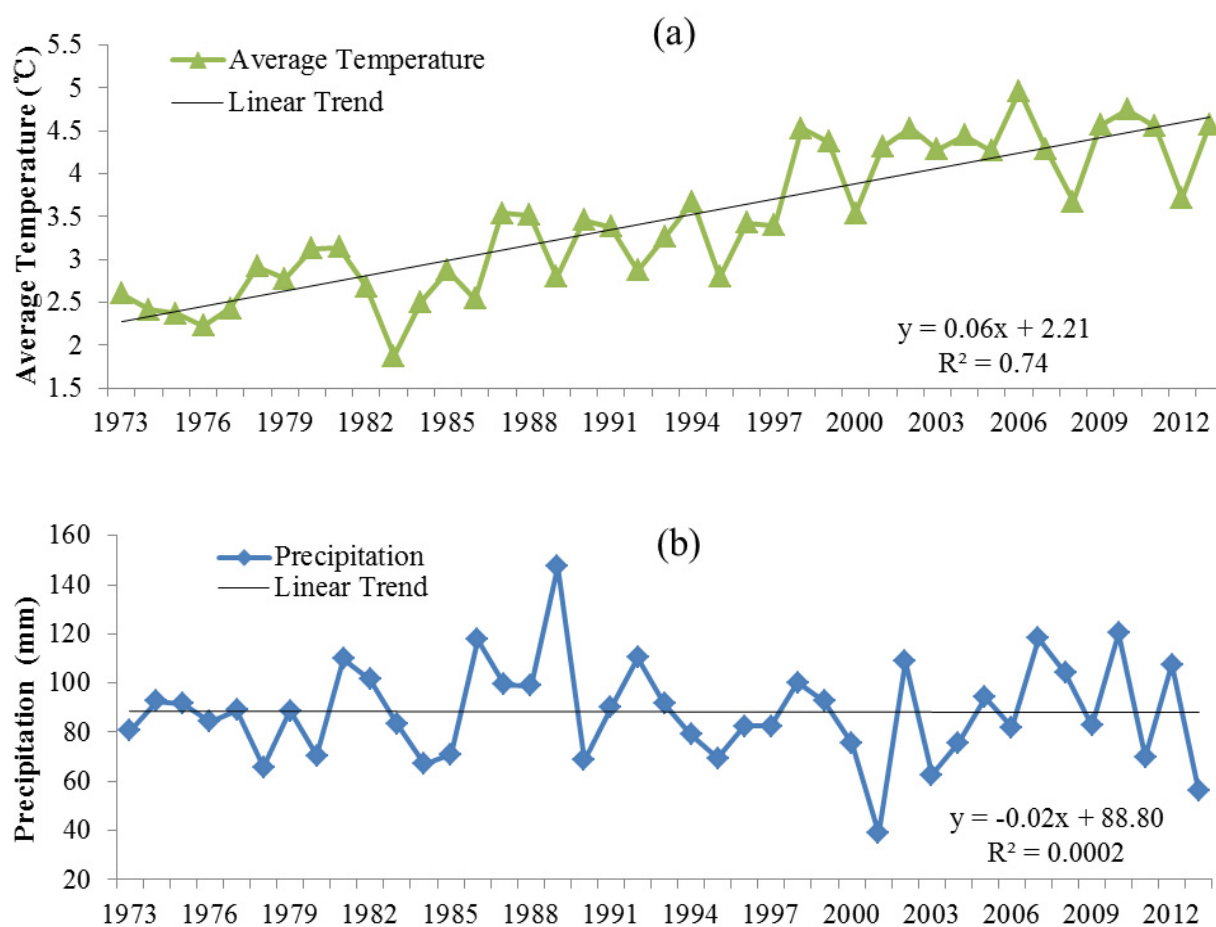 (a)
Average Temperature (℃)
5.5
5
4.5
4
3.5
3
2.5
2
1.5
Average Temperature
Linear Trend
y = 0.06x + 2.21
R² = 0.74
1973 1976 1979 1982 1985 1988 1991 1994 1997 2000 2003 2006 2009 2012
(b)
Precipitation (mm)
160
140
120
100
80
60
40
20
Precipitation
Linear Trend
y = -0.02x + 88.80
R² = 0.0002
1973 1976 1979 1982 1985 1988 1991 1994 1997 2000 2003 2006 2009 2012